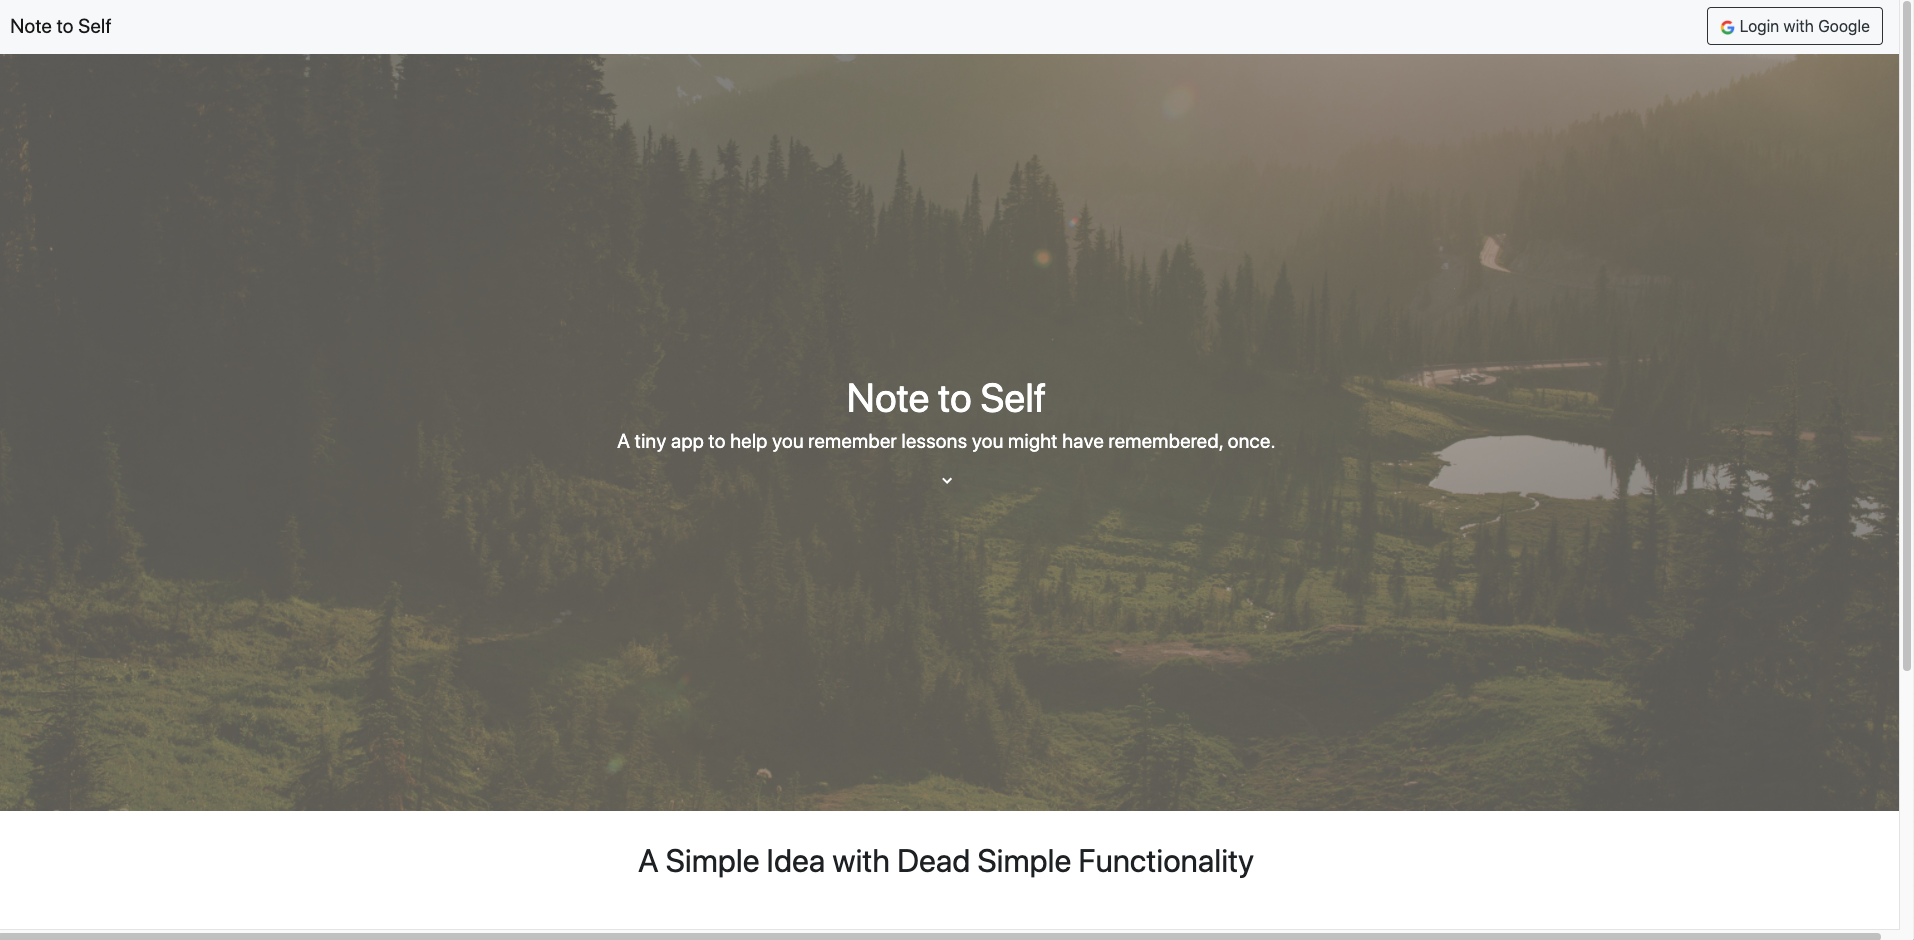 Note to Self
Login with Google
Note to Self
A tiny app to help you remember lessons you might have remembered, once.
A Simple Idea with Dead Simple Functionality